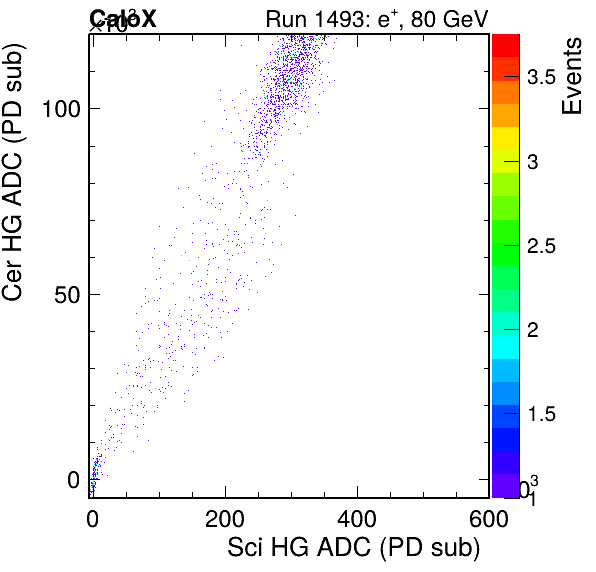 CaloX Run 1493: e+, 80 GeV
×10³
Cer HG ADC (PD sub)
100
50
0
0 200 400 600
Sci HG ADC (PD sub)
Events
3.5
3
2.5
2
1.5
1